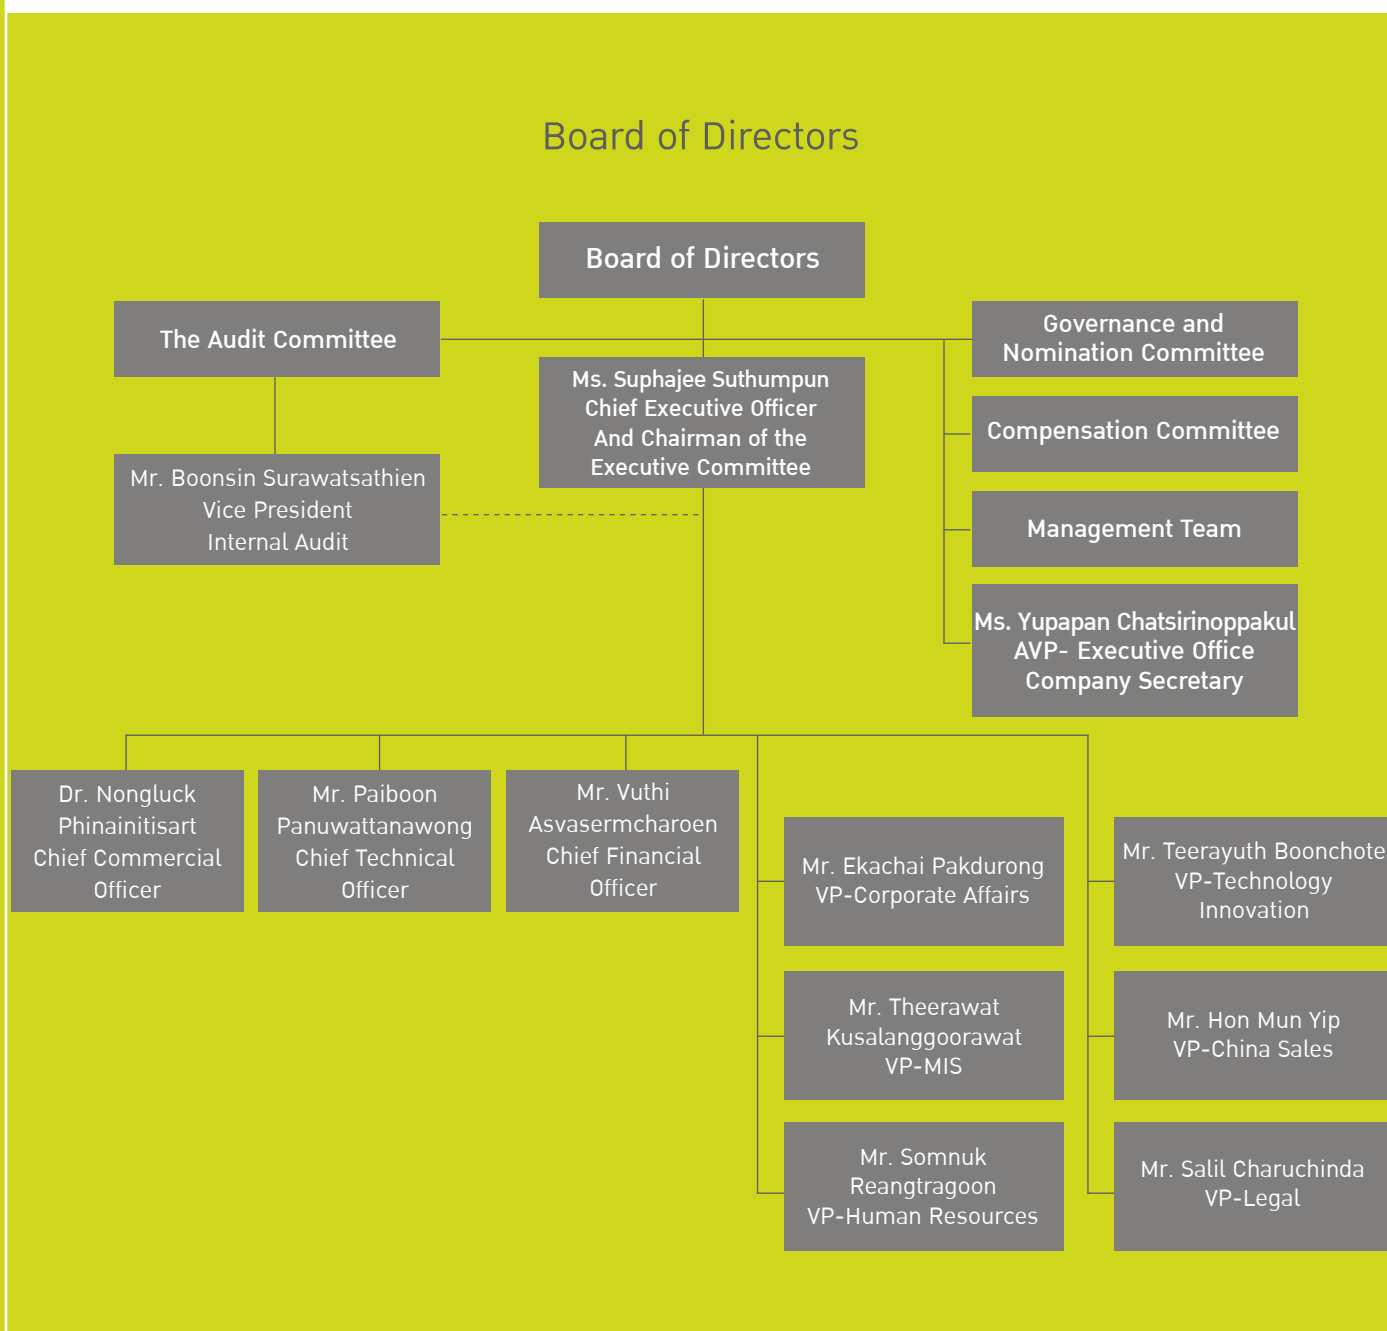 Board of Directors
Board of Directors
The Audit Committee
Governance and
Nomination Committee
Ms. Suphajee Suthumpun
Chief Executive Officer
And Chairman of the
Executive Committee
Compensation Committee
Mr. Boonsin Surawatsathien
Vice President
Internal Audit
Management Team
Ms. Yupapan Chatsirinoppakul
AVP- Executive Office
Company Secretary
Dr. Nongluck
Phinainitisart
Chief Commercial
Officer
Mr. Paiboon
Panuwattanawong
Chief Technical
Officer
Mr. Vuthi
Asvasermcharoen
Chief Financial
Officer
Mr. Ekachai Pakdurong
VP-Corporate Affairs
Mr. Teerayuth Boonchote
VP-Technology
Innovation
Mr. Theerawat
Kusalanggoorawat
VP-MIS
Mr. Hon Mun Yip
VP-China Sales
Mr. Somnuk
Reangtragoon
VP-Human Resources
Mr. Salil Charuchinda
VP-Legal